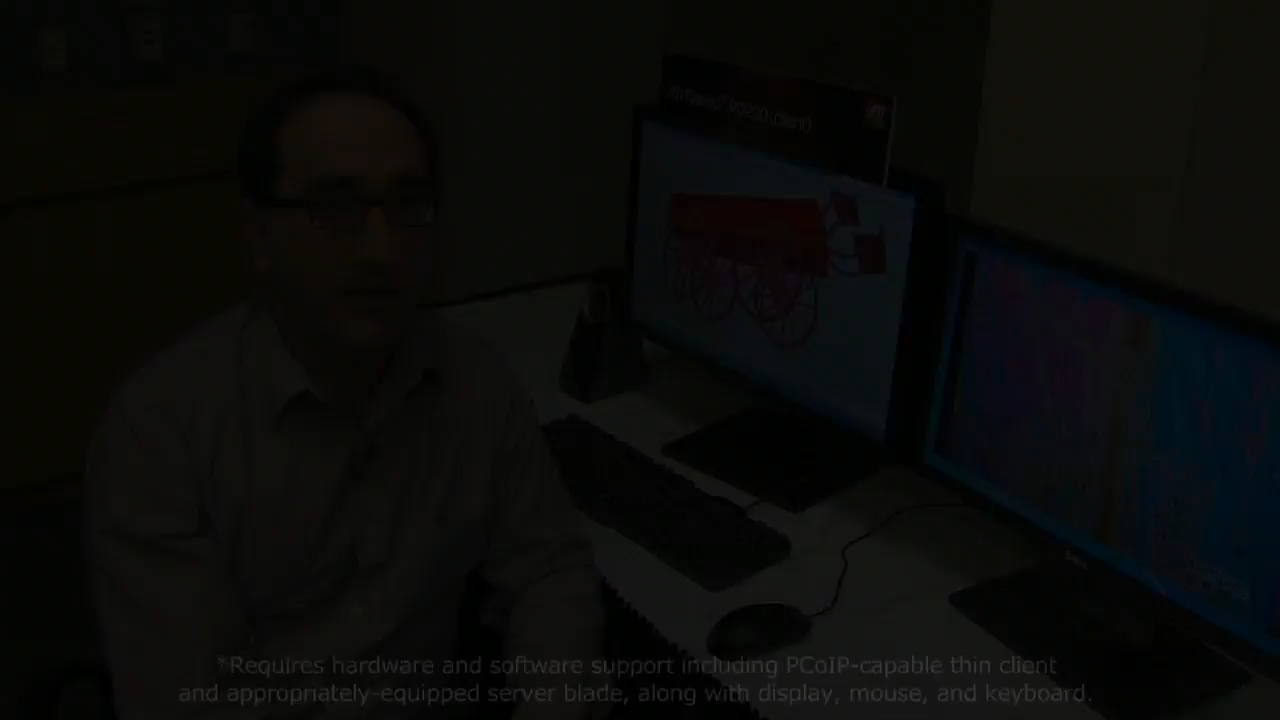 *Requires hardware and software support including PCoIP-capable thin client
and appropriately-equipped server blade, along with display, mouse, and keyboard.